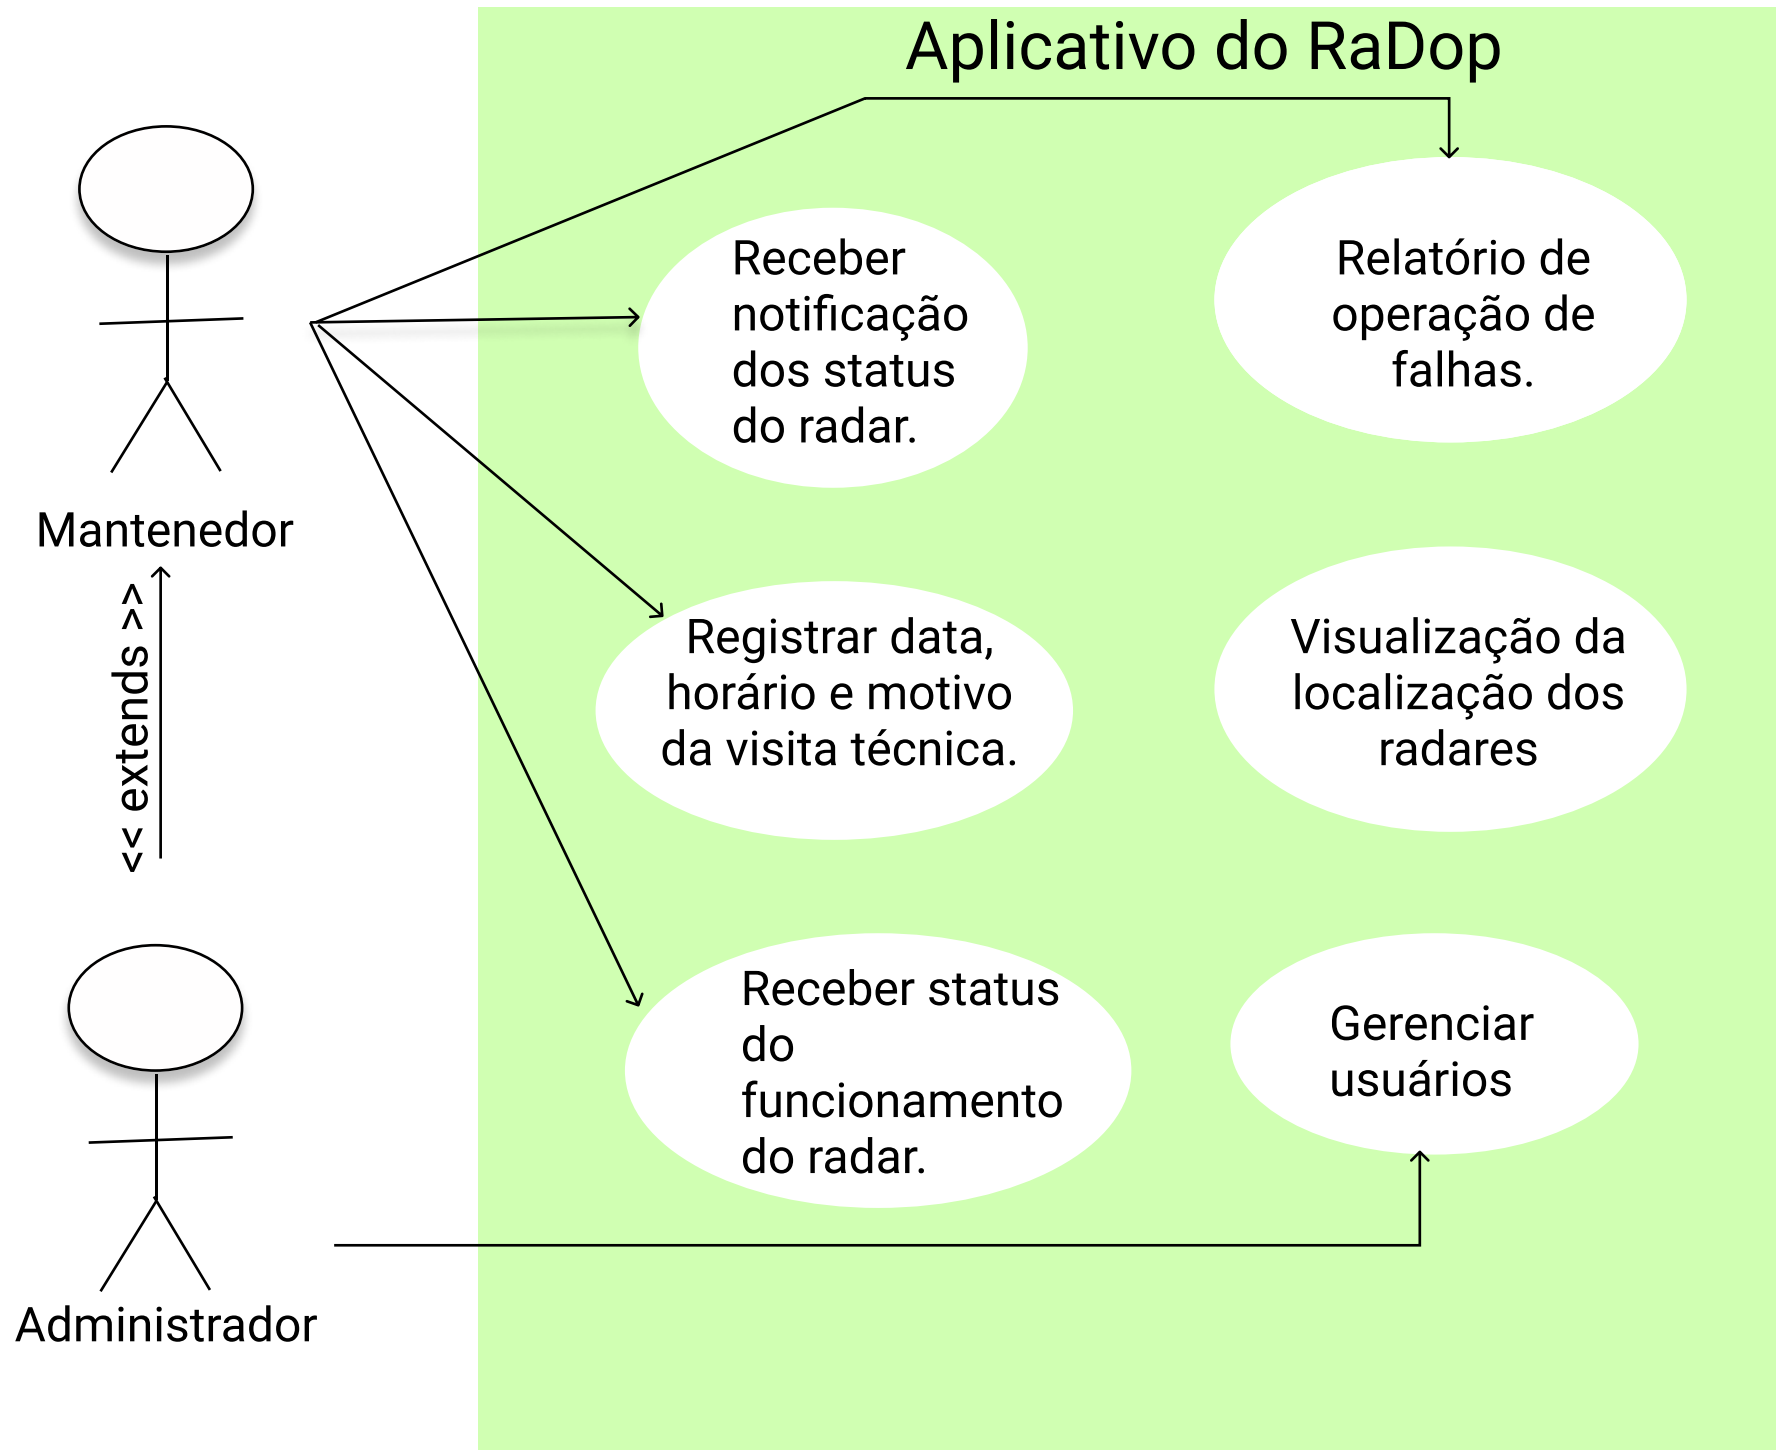 Aplicativo do RaDop
Receber
notificação
dos status
do radar.
Relatório de
operação de
falhas.
Mantenedor
<< extends >>
Registrar data,
horário e motivo
da visita técnica.
Visualização da
localização dos
radares
Receber status
do
funcionamento
do radar.
Gerenciar
usuários
Administrador